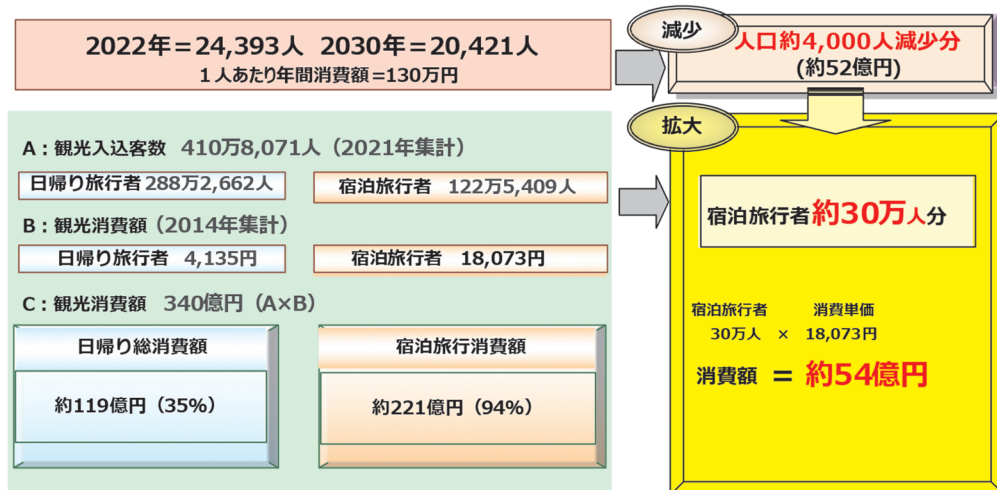 2022年＝24,393人 2030年＝20,421人
１人あたり年間消費額＝130万円
減少
人口約4,000人減少分
(約52億円)
拡大
A：観光入込客数 410万8,071人（2021年集計）
日帰り旅行者 288万2,662人
宿泊旅行者 122万5,409人
B：観光消費額（2014年集計）
日帰り旅行者 4,135円
宿泊旅行者 18,073円
C：観光消費額 340億円（A×B）
日帰り総消費額
約119億円（35%）
宿泊旅行消費額
約221億円（94%）
宿泊旅行者約30万人分
宿泊旅行者 消費単価
30万人 × 18,073円
消費額 ＝ 約54億円